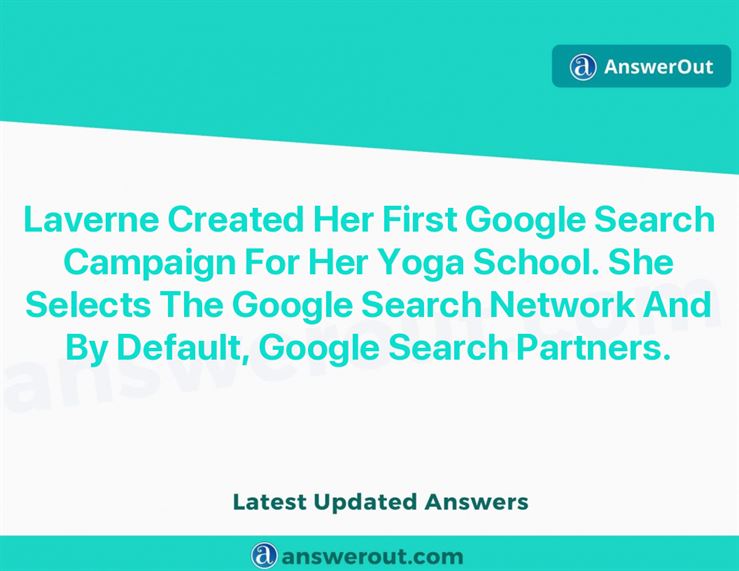 AnswerOut
Laverne Created Her First Google Search
Campaign For Her Yoga School. She
Selects The Google Search Network And
By Default, Google Search Partners.
answerout.com
Latest Updated Answers
answerout.com